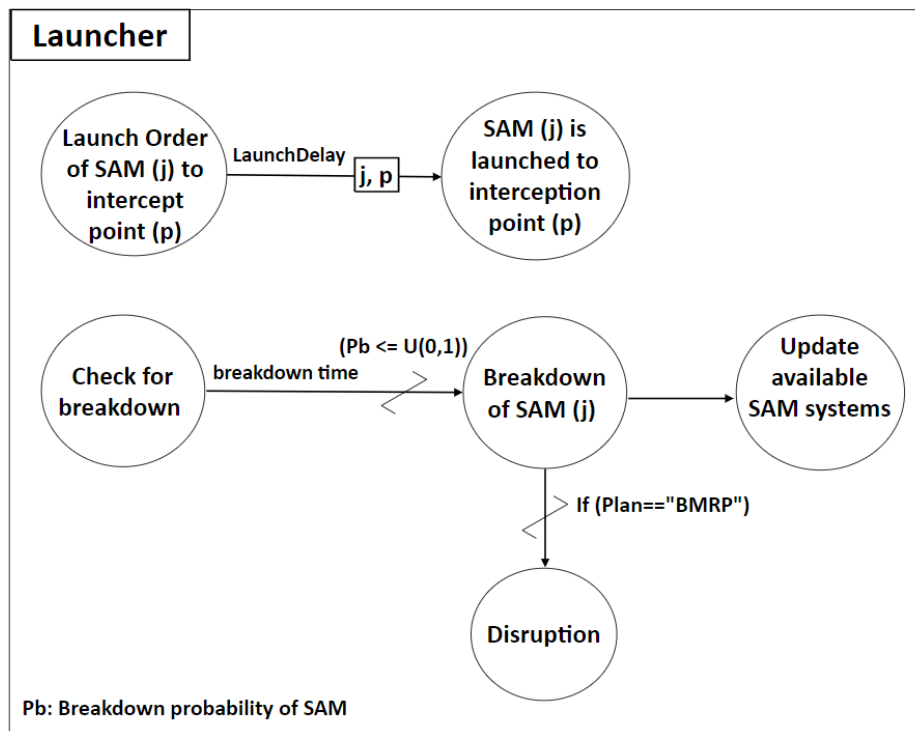 Launcher
Launch Order
of SAM (j) to
intercept
point (p)
LaunchDelay
j, p
SAM (j) is
launched to
interception
point (p)
Check for
breakdown
breakdown time
(Pb <= U(0,1))
Breakdown
of SAM (j)
Update
available
SAM systems
If (Plan=="BMRP")
Disruption
Pb: Breakdown probability of SAM